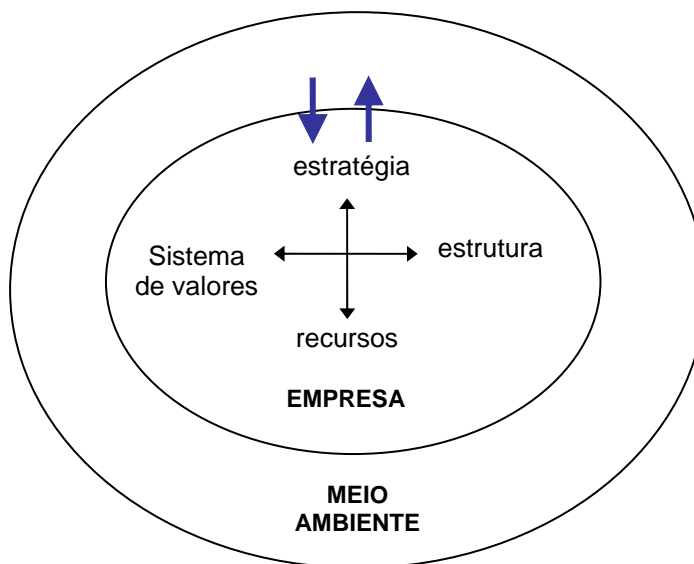 estratégia
Sistema
de valores
estrutura
recursos
EMPRESA
MEIO
AMBIENTE